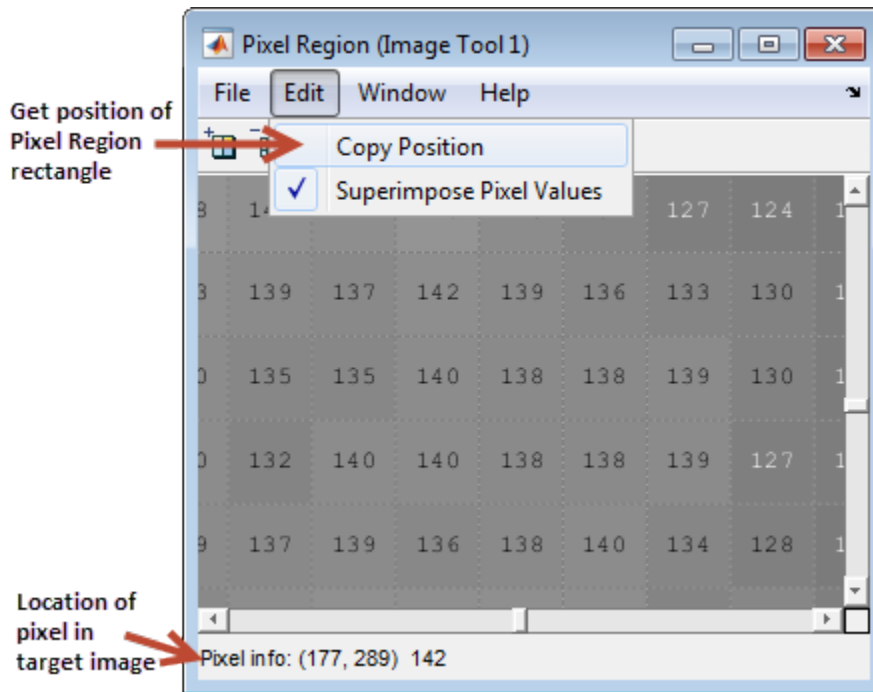 Pixel Region (Image Tool 1)
File Edit Window Help
Get position of
Pixel Region
rectangle
Copy Position
Superimpose Pixel Values
127 124
139 137 142 139 136 133 130
135 135 140 138 138 139 130
132 140 140 138 138 139 127
137 139 136 138 140 134 128
Location of
pixel in
target image
Pixel info: (177, 289) 142